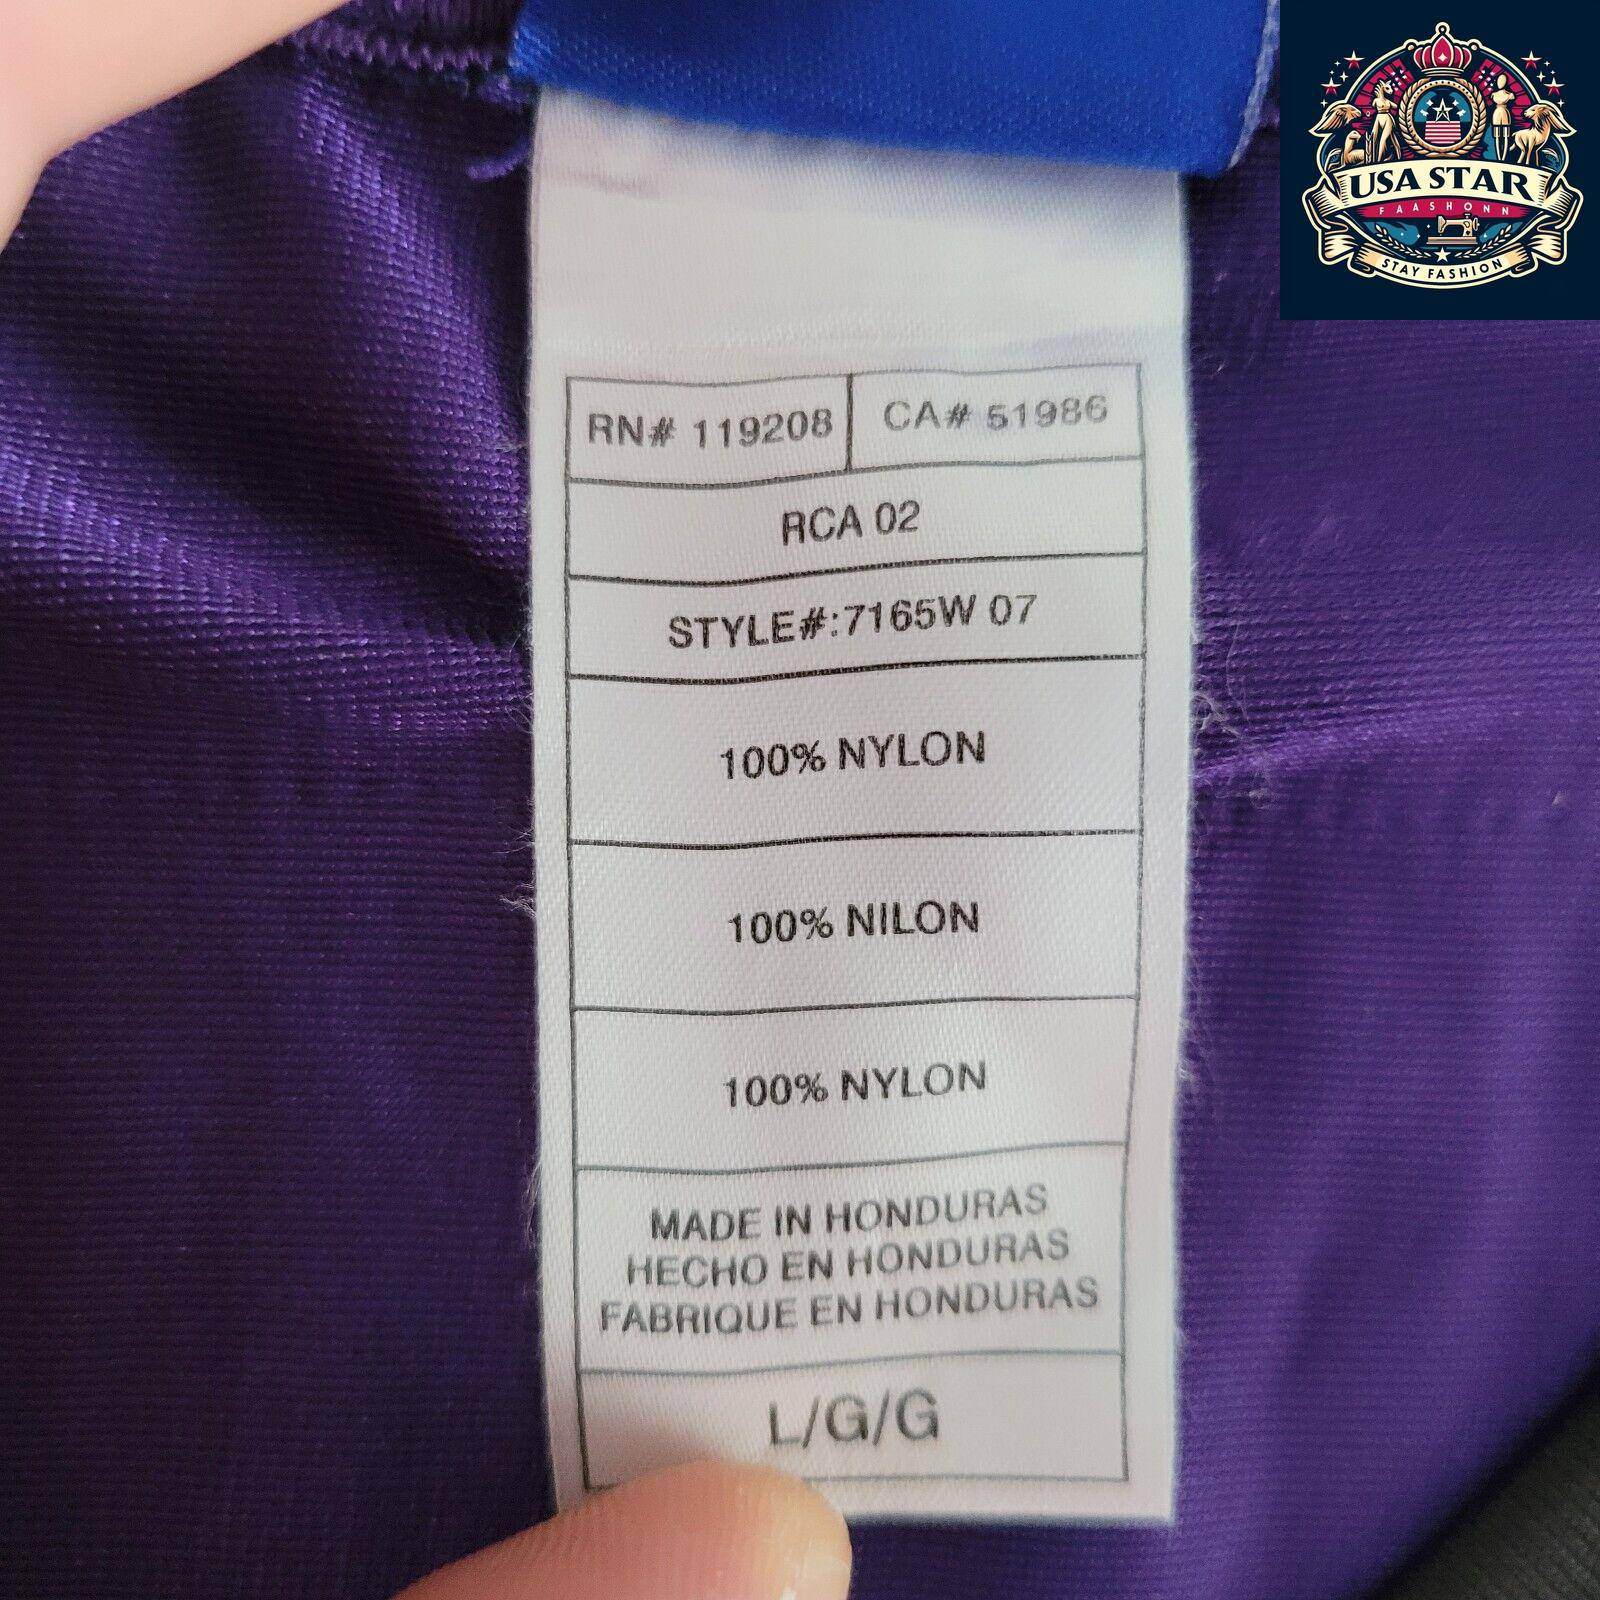 USA STAR
FAASHONN
STAY FASHION
RN# 119208
CA# 51986
RCA 02
STYLE#:7165W 07
100% NYLON
100% NILON
100% NYLON
MADE IN HONDURAS
HECHO EN HONDURAS
FABRIQUE EN HONDURAS
L/G/G